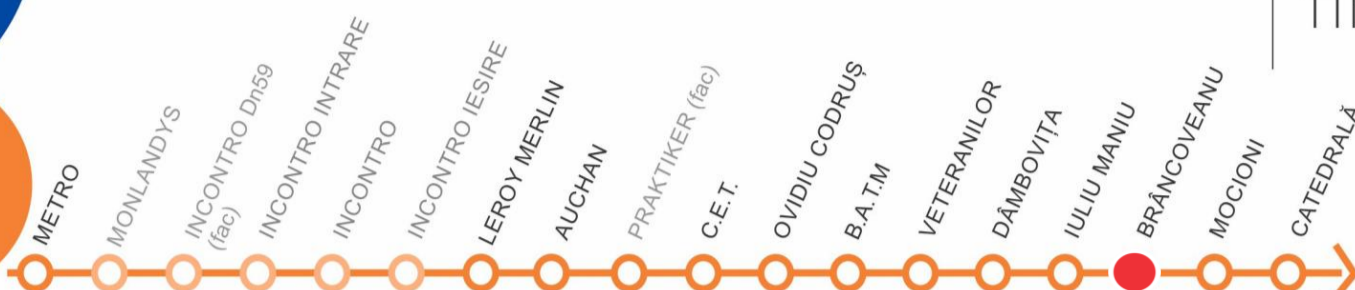 METRO
MONLANDYS
INCONTRO Dn59
(fac)
INCONTRO INTRARE
INCONTRO
INCONTRO IESIRE
LEROY MERLIN
AUCHAN
PRAKTIKER (fac)
C.E.T.
OVIDIU CODRUȘ
B.A.T.M
VETERANILOR
DÂMBOVIȚA
IULIU MANIU
BRÂNCOVEANU
MOCIONI
CATEDRALĂ